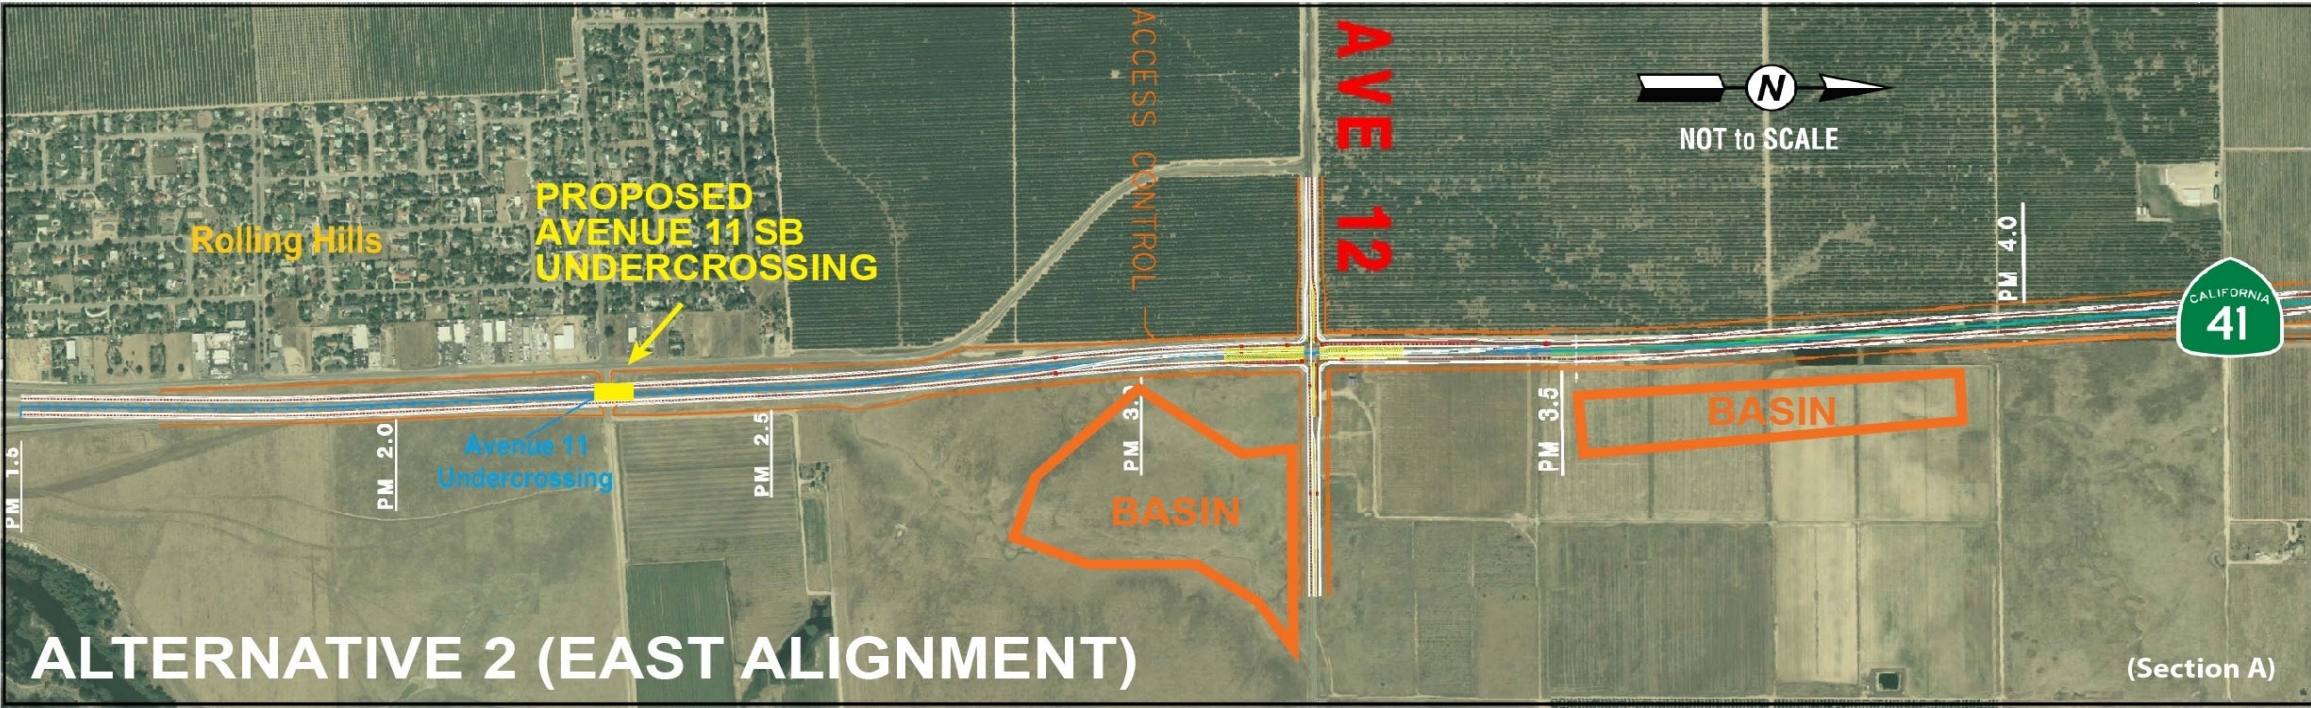 ACCESS CONTROL
AVE 12
N
NOT to SCALE
PROPOSED
AVENUE 11 SB
UNDERCROSSING
Rolling Hills
PM 4.0
CALIFORNIA
41
PM 1.5
PM 2.0
Avenue 11
Undercrossing
PM 2.5
PM 3.0
BASIN
PM 3.5
BASIN
ALTERNATIVE 2 (EAST ALIGNMENT)
(Section A)